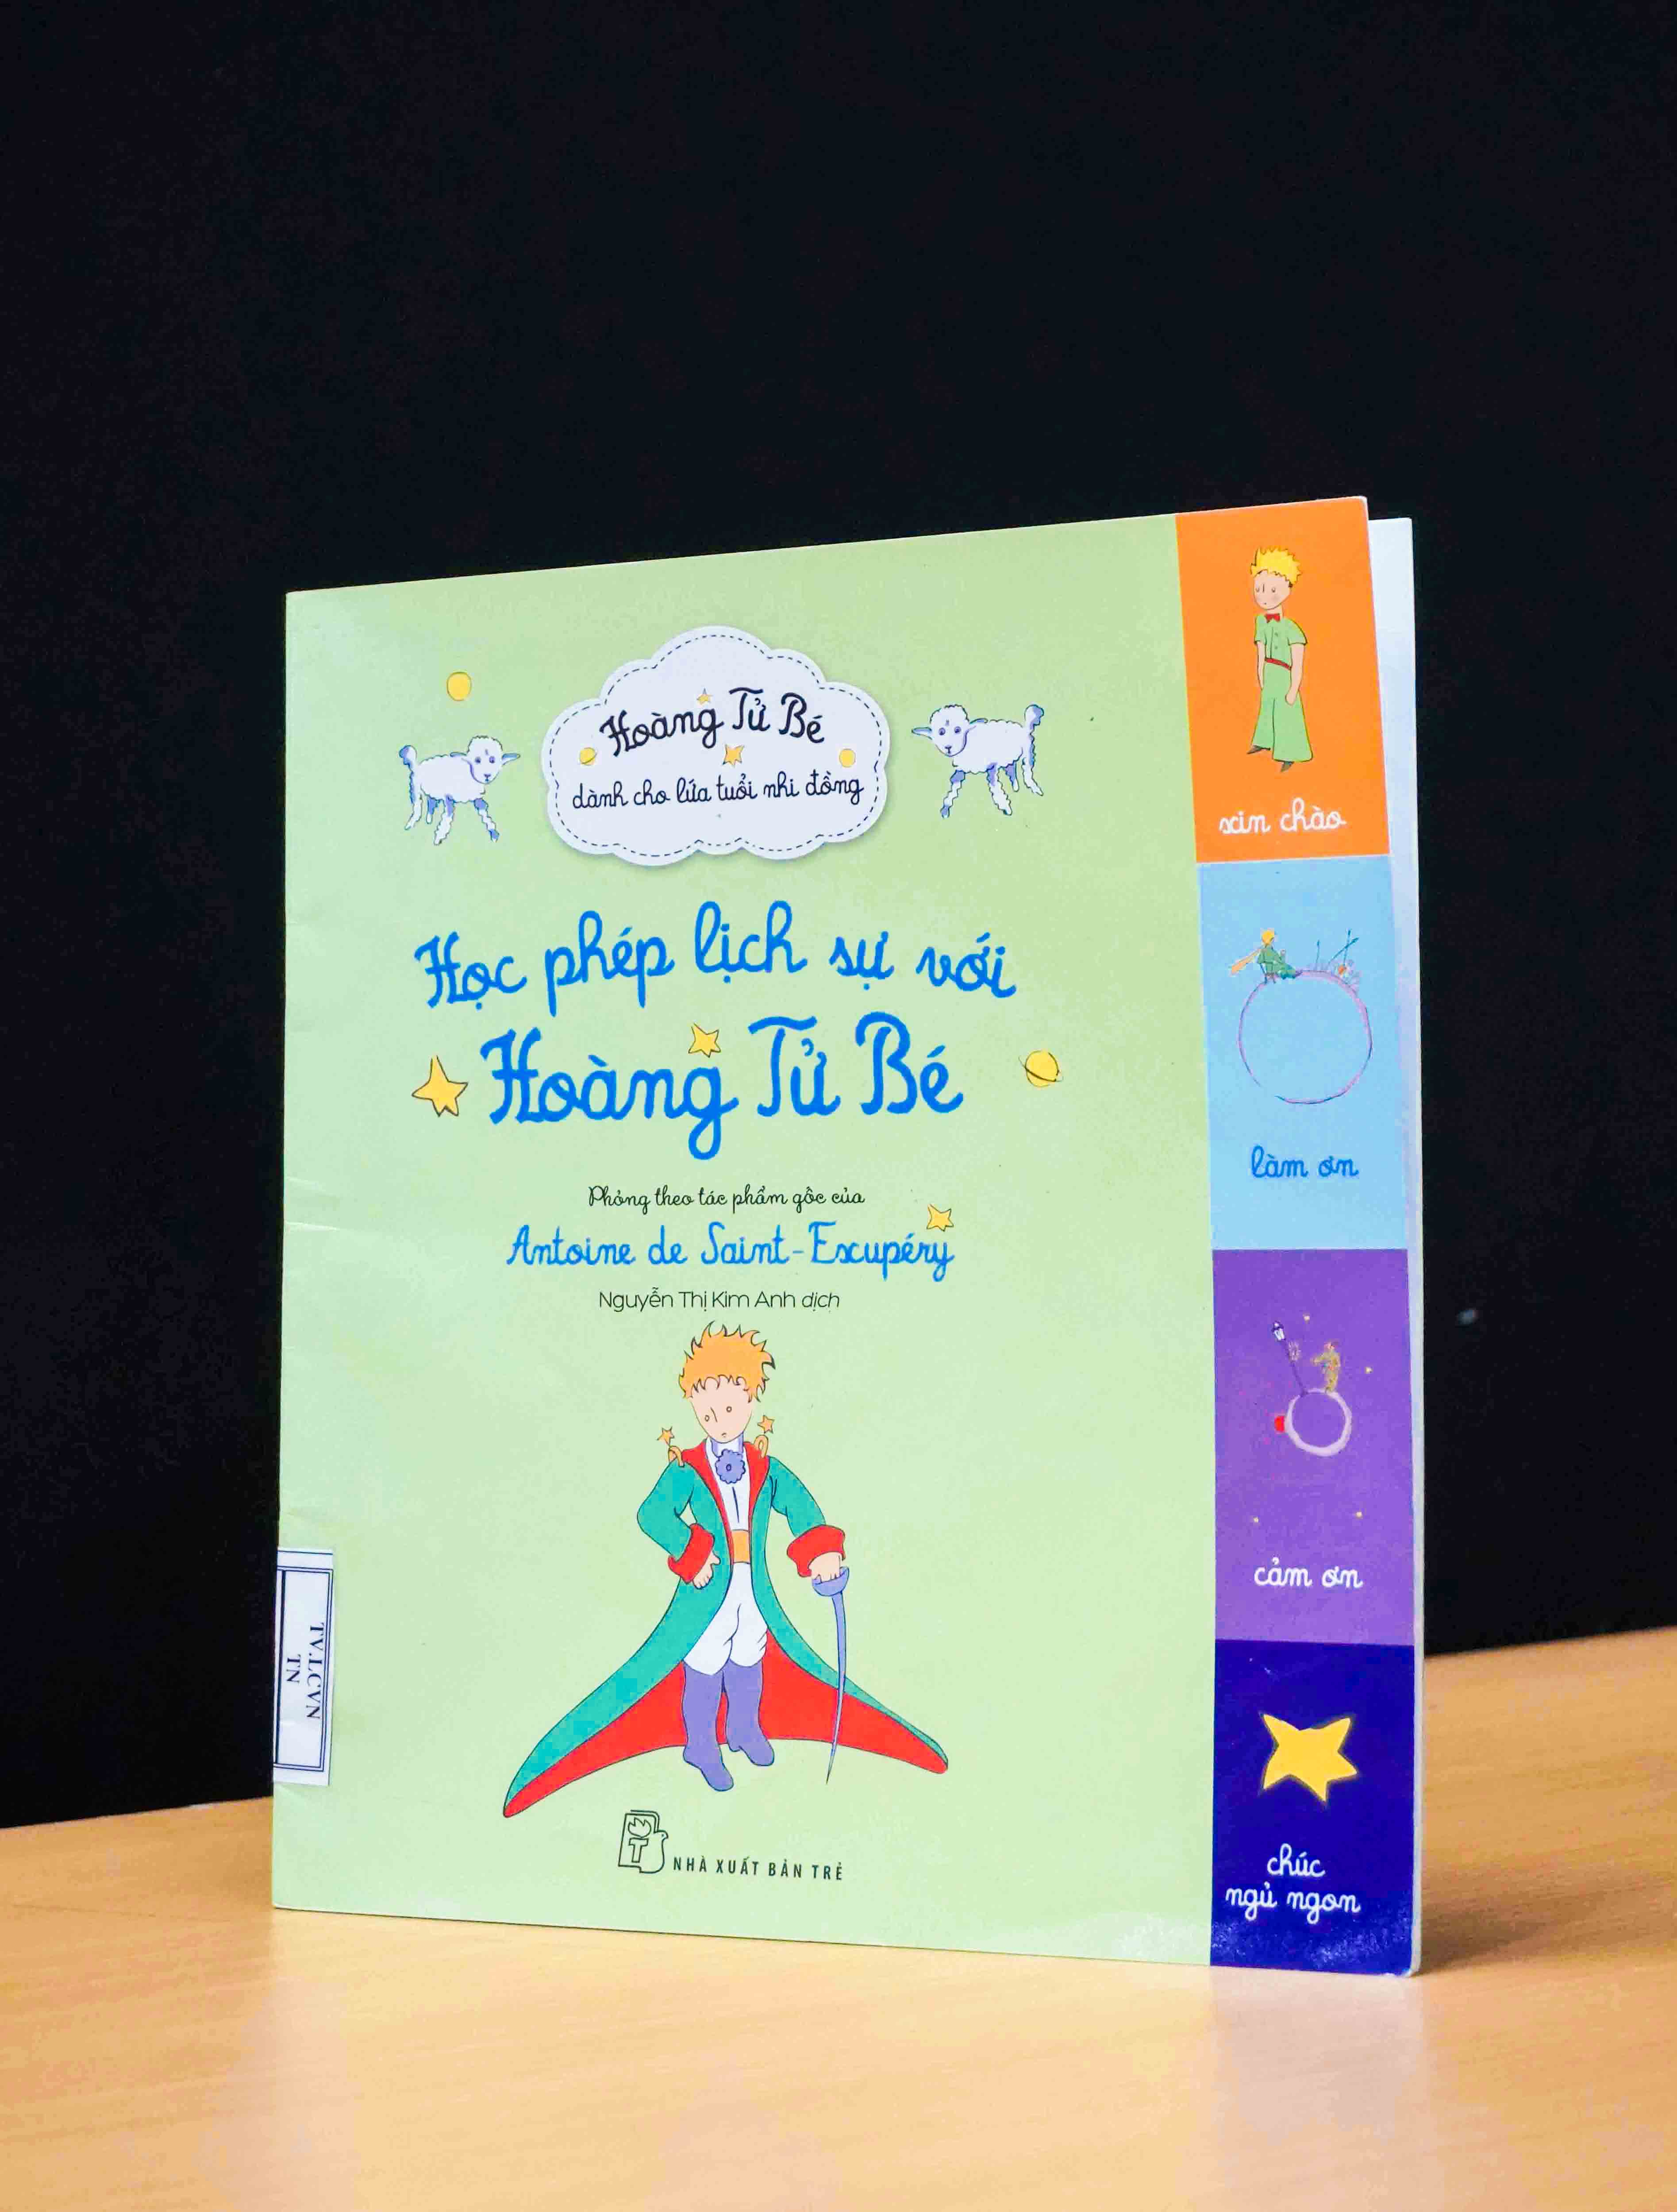 Hoàng Tử Bé
dành cho lứa tuổi nhi đồng
Học phép lịch sự với
Hoàng Tử Bé
Phỏng theo tác phẩm gốc của
Antoine de Saint-Excupéry
Nguyễn Thị Kim Anh dịch
NHÀ XUẤT BẢN TRẺ
xin chào
làm ơn
cảm ơn
chúc
ngủ ngon
TV.LCVN
TN